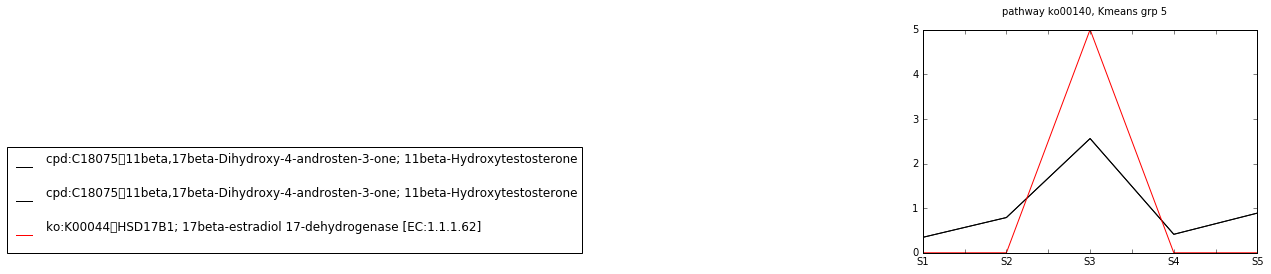 pathway ko00140, Kmeans grp 5
cpd:C18075▯11beta,17beta-Dihydroxy-4-androsten-3-one; 11beta-Hydroxytestosterone
cpd:C18075▯11beta,17beta-Dihydroxy-4-androsten-3-one; 11beta-Hydroxytestosterone
ko:K00044▯HSD17B1; 17beta-estradiol 17-dehydrogenase [EC:1.1.1.62]
5
4
3
2
1
0
S1 S2 S3 S4 S5